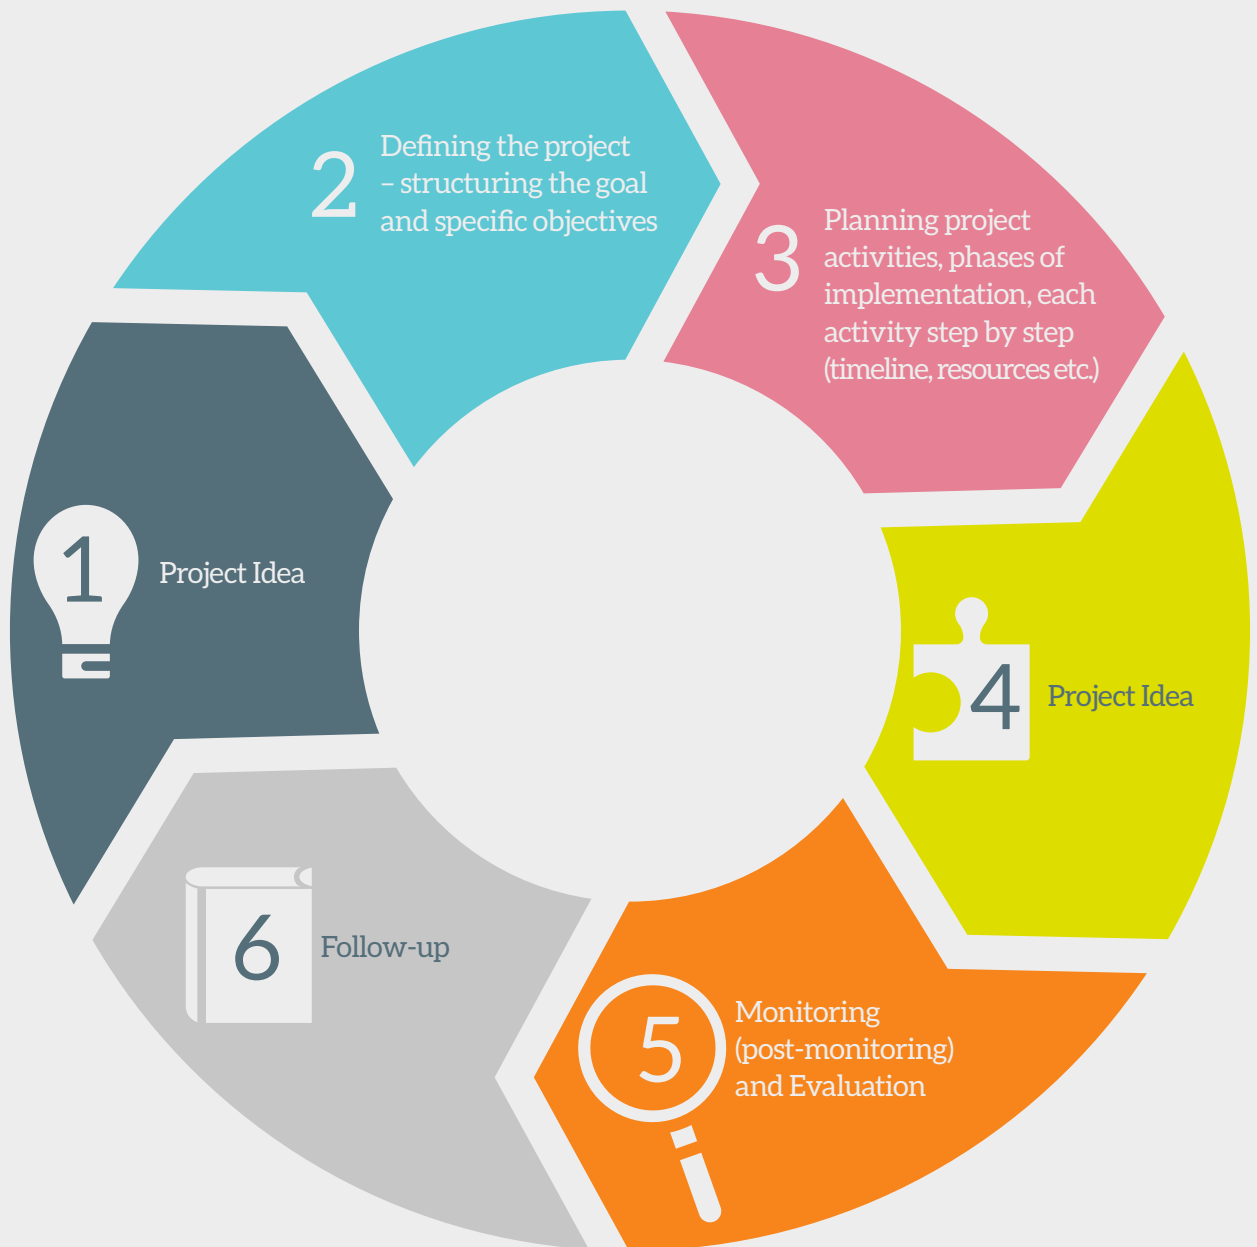 1
Project Idea
2
Defining the project
– structuring the goal
and specific objectives
3
Planning project
activities, phases of
implementation, each
activity step by step
(timeline, resources etc.)
4
Project Idea
5
Monitoring
(post-monitoring)
and Evaluation
6
Follow-up